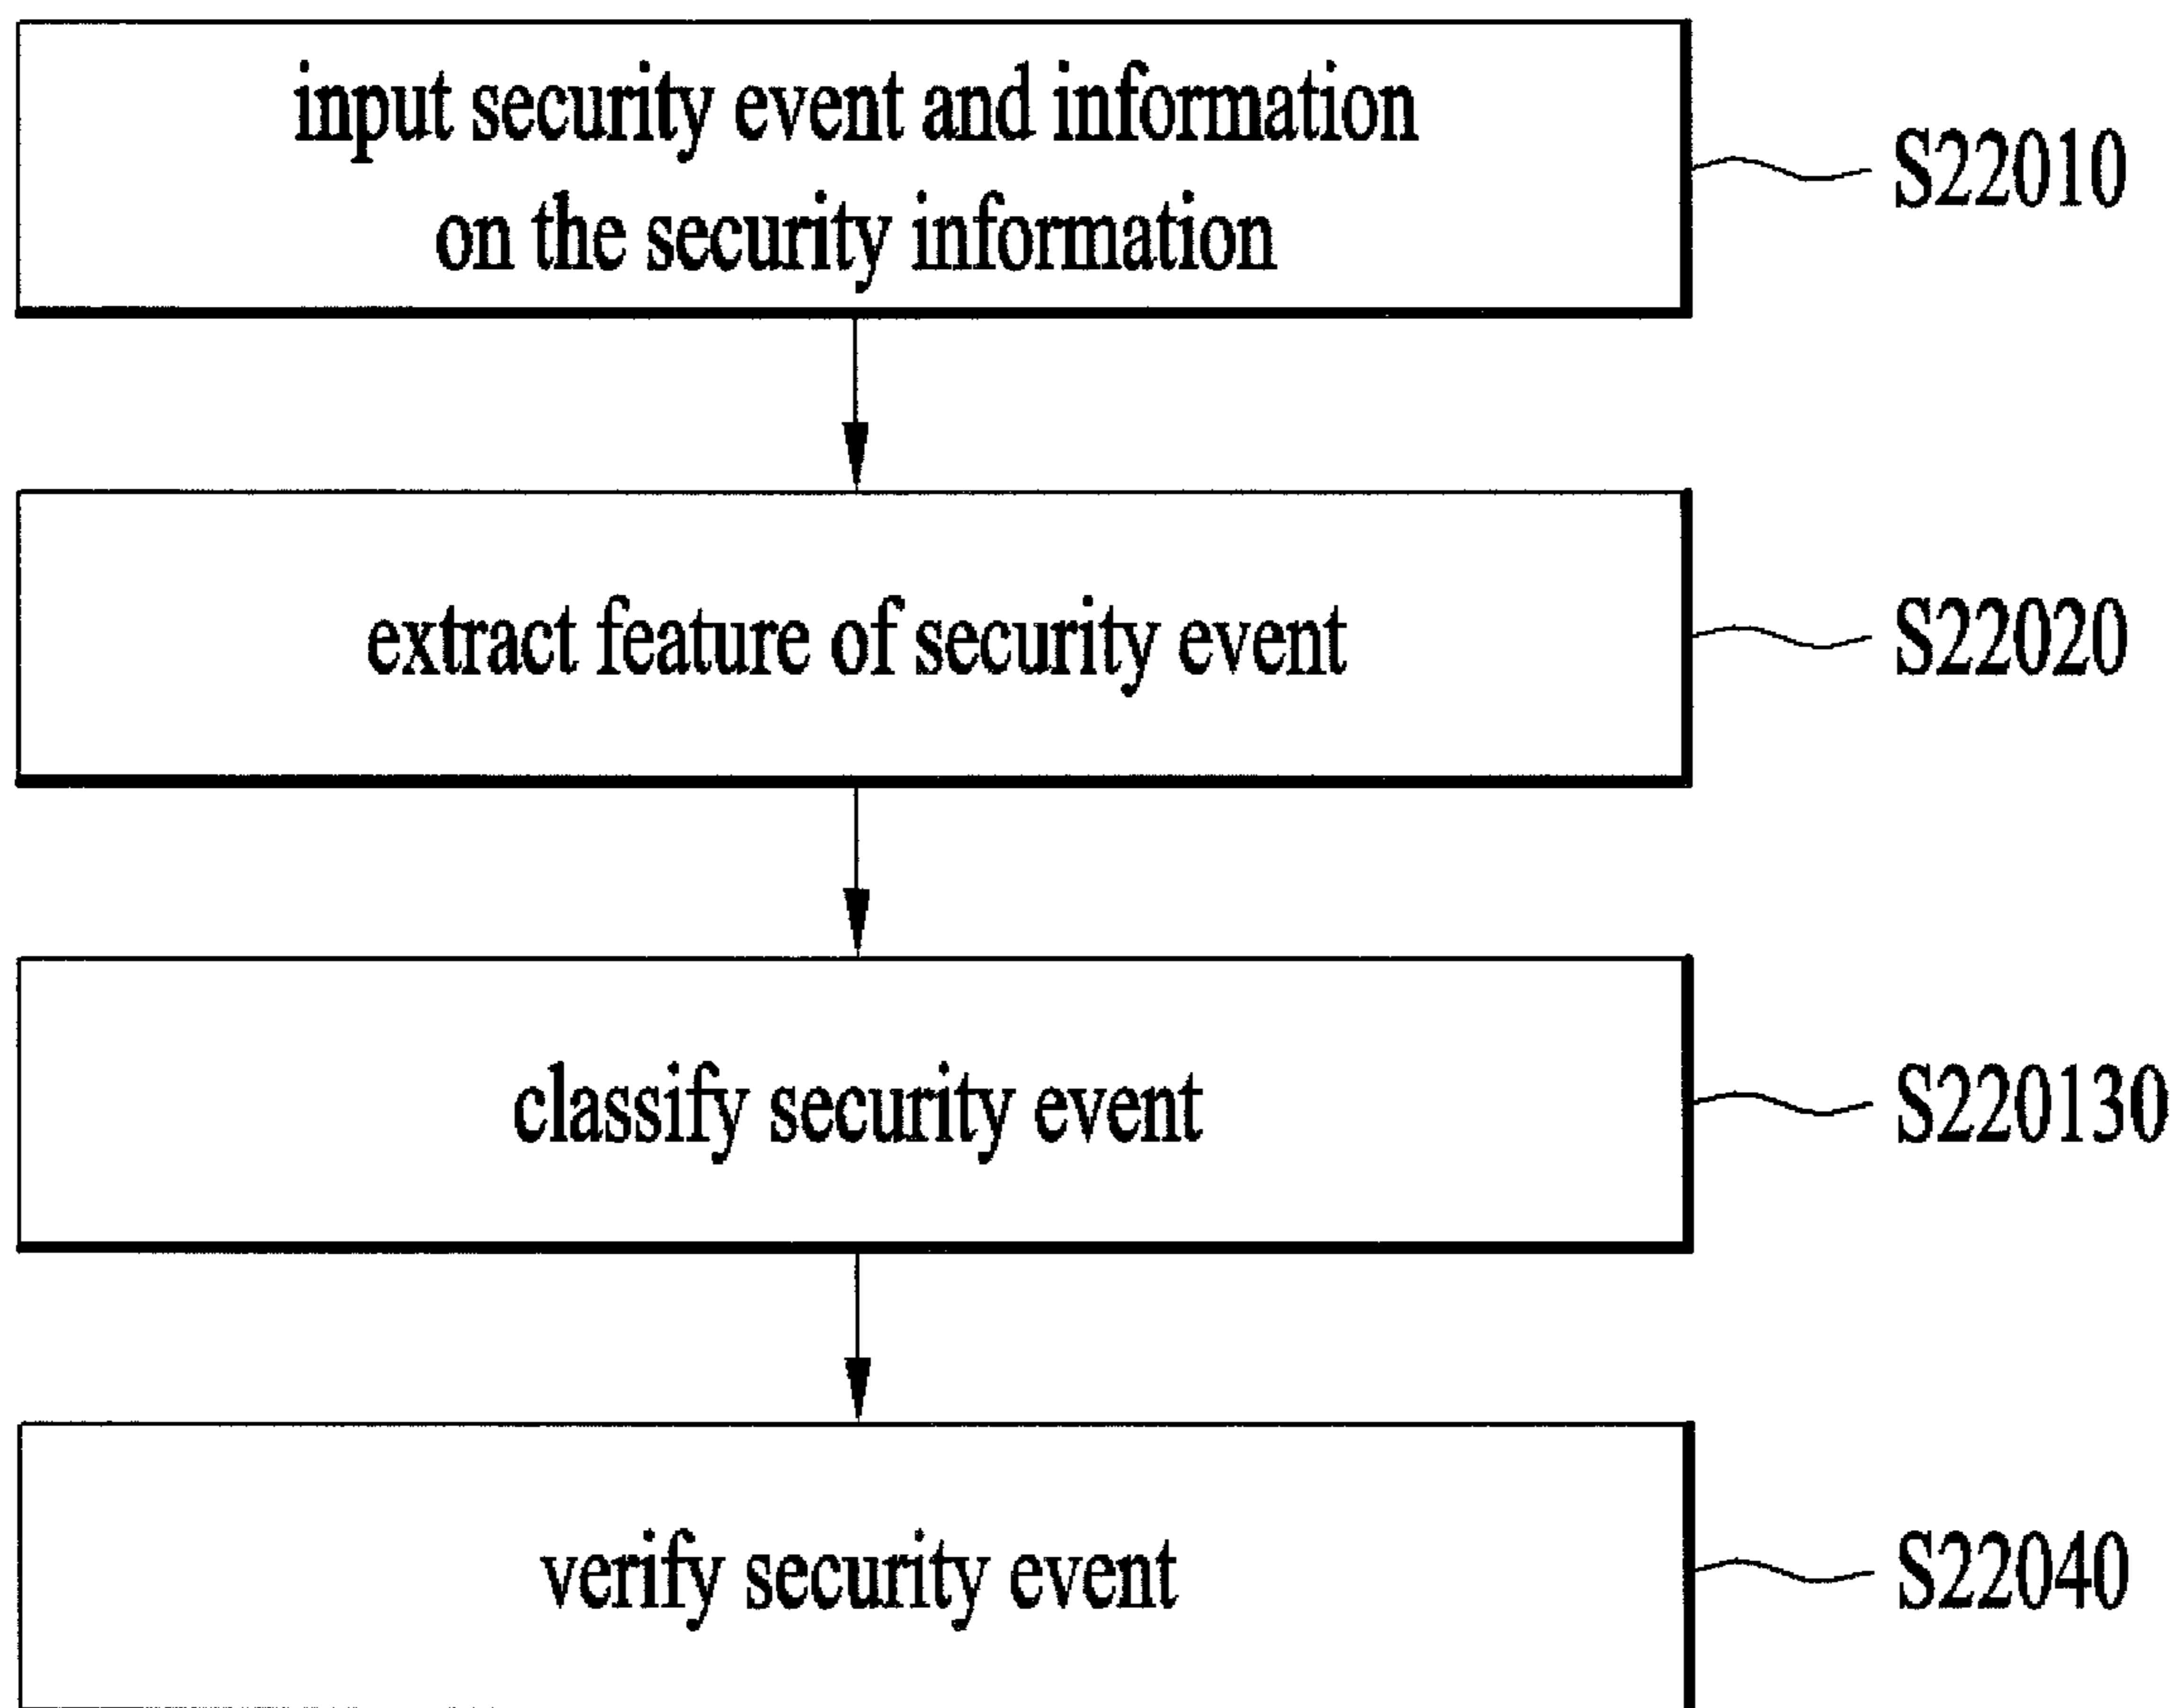 input security event and information
on the security information
S22010
extract feature of security event
S22020
classify security event
S220130
verify security event
S22040